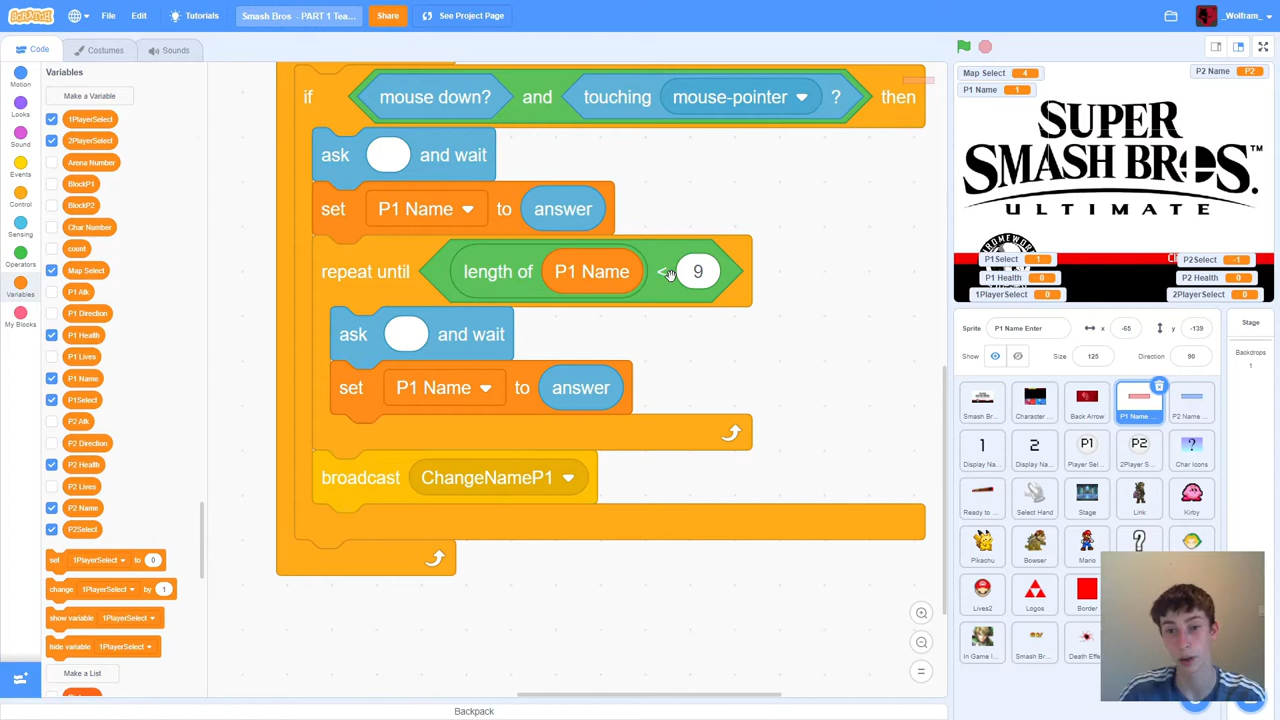 SCRATCH
File
Edit
Tutorials
Smash Bros - PART 1 Tea...
Share
See Project Page
_Wolfram_
Code
Costumes
Sounds
Motion
Looks
Sound
Events
Control
Sensing
Operators
Variables
My Blocks
Variables
Make a Variable
1PlayerSelect
2PlayerSelect
Arena Number
BlockP1
BlockP2
Char Number
count
Map Select
P1 Atk
P1 Direction
P1 Health
P1 Lives
P1 Name
P1Select
P2 Atk
P2 Direction
P2 Health
P2 Lives
P2 Name
P2Select
set 1PlayerSelect to 0
change 1PlayerSelect by 1
show variable 1PlayerSelect
hide variable 1PlayerSelect
Make a List
if mouse down? and touching mouse-pointer ? then
ask and wait
set P1 Name to answer
repeat until length of P1 Name < 9
ask and wait
set P1 Name to answer
broadcast ChangeNameP1
Backpack
Map Select 4
P2 Name P2
P1 Name 1
SUPER
SMASH BROS.
ULTIMATE
P1Select 1
P2Select -1
P1 Health 0
P2 Health 0
1PlayerSelect 0
2PlayerSelect 0
Sprite P1 Name Enter x -65 y -139
Show Size 125 Direction 90
Stage
Backdrops
1
Smash Br...
Character ...
Back Arrow
P1 Name ...
P2 Name ...
1
2
P1
P2
?
Display Na...
Display Na...
Player Sel...
2Player S...
Char Icons
Ready to ...
Select Hand
Stage
Link
Kirby
?
Pikachu
Bowser
Mario
Lives2
Logos
Border
In Game I...
Smash Br...
Death Effe